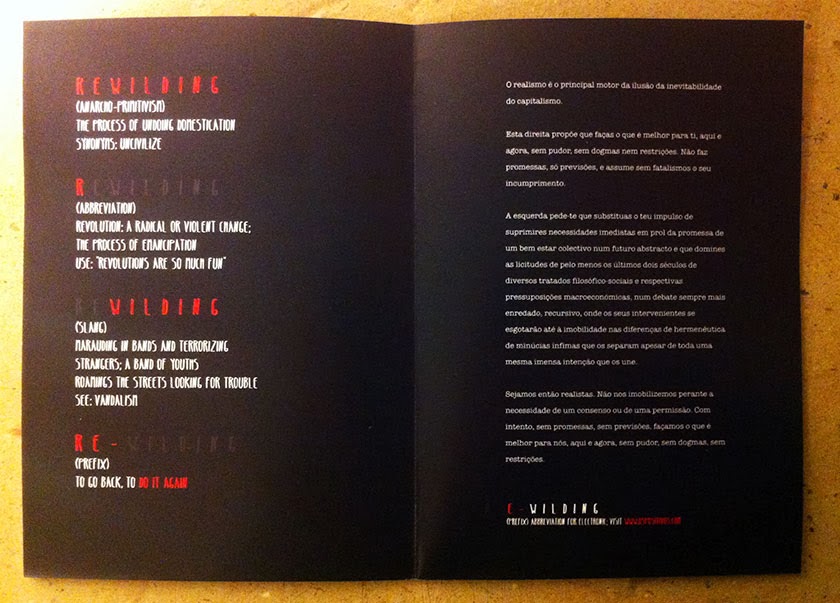 REWILDING
(ANARCHO-PRIMITIVISM)
THE PROCESS OF UNDOING DOMESTICATION
SYNONYMS: UNCIVILIZE
REWILDING
(ABBREVIATION)
REVOLUTION: A RADICAL OR VIOLENT CHANGE;
THE PROCESS OF EMANCIPATION
USE: "REVOLUTIONS ARE SO MUCH FUN"
REWILDING
(SLANG)
MARAUDING IN BANDS AND TERRORIZING
STRANGERS; A BAND OF YOUTHS
ROAMINGS THE STREETS LOOKING FOR TROUBLE
SEE: VANDALISM
RE-WILDING
(PREFIX)
TO GO BACK, TO DO IT AGAIN
O realismo é o principal motor da ilusão da inevitabilidade
do capitalismo.
Esta direita propõe que faças o que é melhor para ti, aqui e
agora, sem pudor, sem dogmas nem restrições. Não faz
promessas, só previsões, e assume sem fatalismos o seu
incumprimento.
A esquerda pede-te que substituas o teu impulso de
suprimires necessidades imediatas em prol da promessa de
um bem estar colectivo num futuro abstracto e que domines
as licitudes de pelo menos os últimos dois séculos de
diversos tratados filosófico-sociais e respectivas
pressuposições macroeconómicas, num debate sempre mais
enredado, recursivo, onde os seus intervenientes se
esgotarão até à imobilidade nas diferenças de hermenêutica
de minúcias ínfimas que os separam apesar de toda uma
mesma imensa intenção que os une.
Sejamos então realistas. Não nos imobilizemos perante a
necessidade de um consenso ou de uma permissão. Com
intento, sem promessas, sem previsões, façamos o que é
melhor para nós, aqui e agora, sem pudor, sem dogmas, sem
restrições.
E-WILDING
(PREFIX) ABBREVIATION FOR ELECTRONIC; VISIT